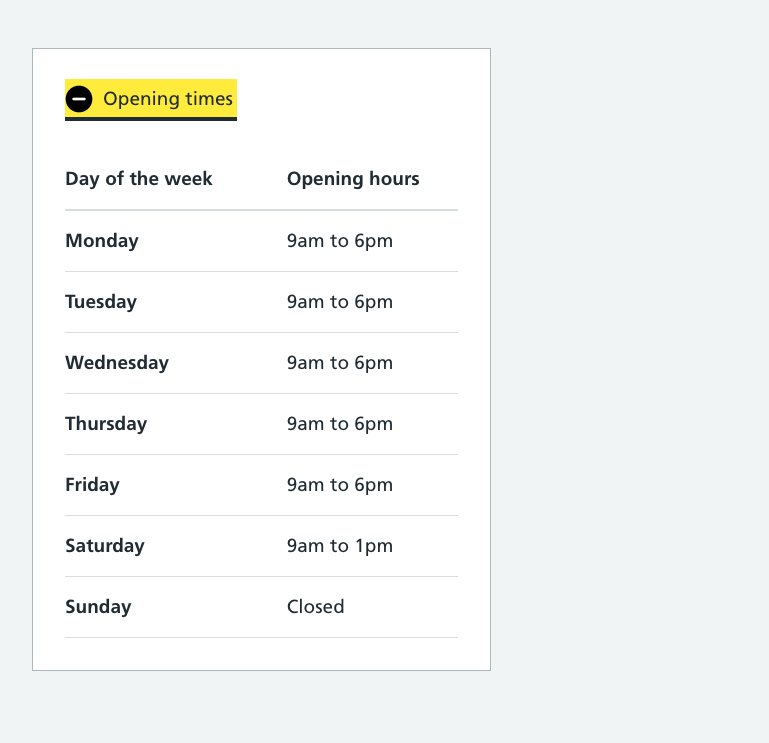 Opening times
Day of the week Opening hours
Monday 9am to 6pm
Tuesday 9am to 6pm
Wednesday 9am to 6pm
Thursday 9am to 6pm
Friday 9am to 6pm
Saturday 9am to 1pm
Sunday Closed